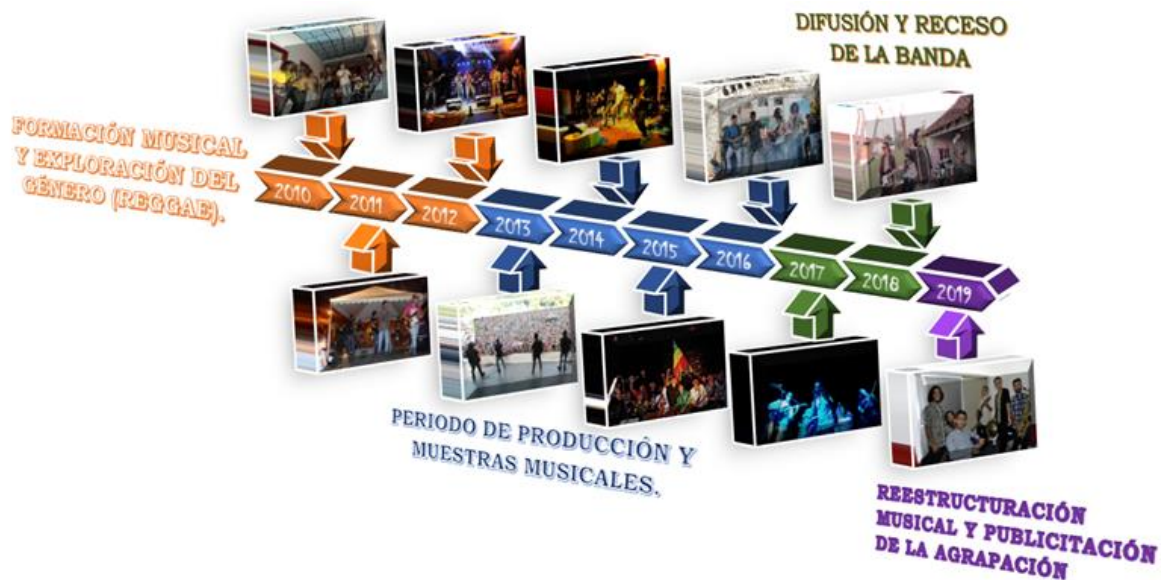 DIFUSIÓN Y RECESO
DE LA BANDA
FORMACIÓN MUSICAL
Y EXPLORACIÓN DEL
GÉNERO (REGGAE).
2010
2011
2012
2013
2014
2015
2016
2017
2018
2019
PERIODO DE PRODUCCIÓN Y
MUESTRAS MUSICALES.
REESTRUCTURACIÓN
MUSICAL Y PUBLICITACIÓN
DE LA AGRAPACIÓN